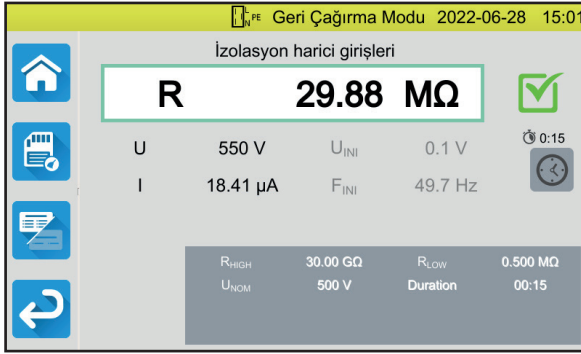 L N PE Geri Çağırma Modu 2022-06-28 15:01
İzolasyon harici girişleri
R 29.88 MΩ
0:15
U 550 V U_INI 0.1 V
I 18.41 µA F_INI 49.7 Hz
R_HIGH 30.00 GΩ R_LOW 0.500 MΩ
U_NOM 500 V Duration 00:15